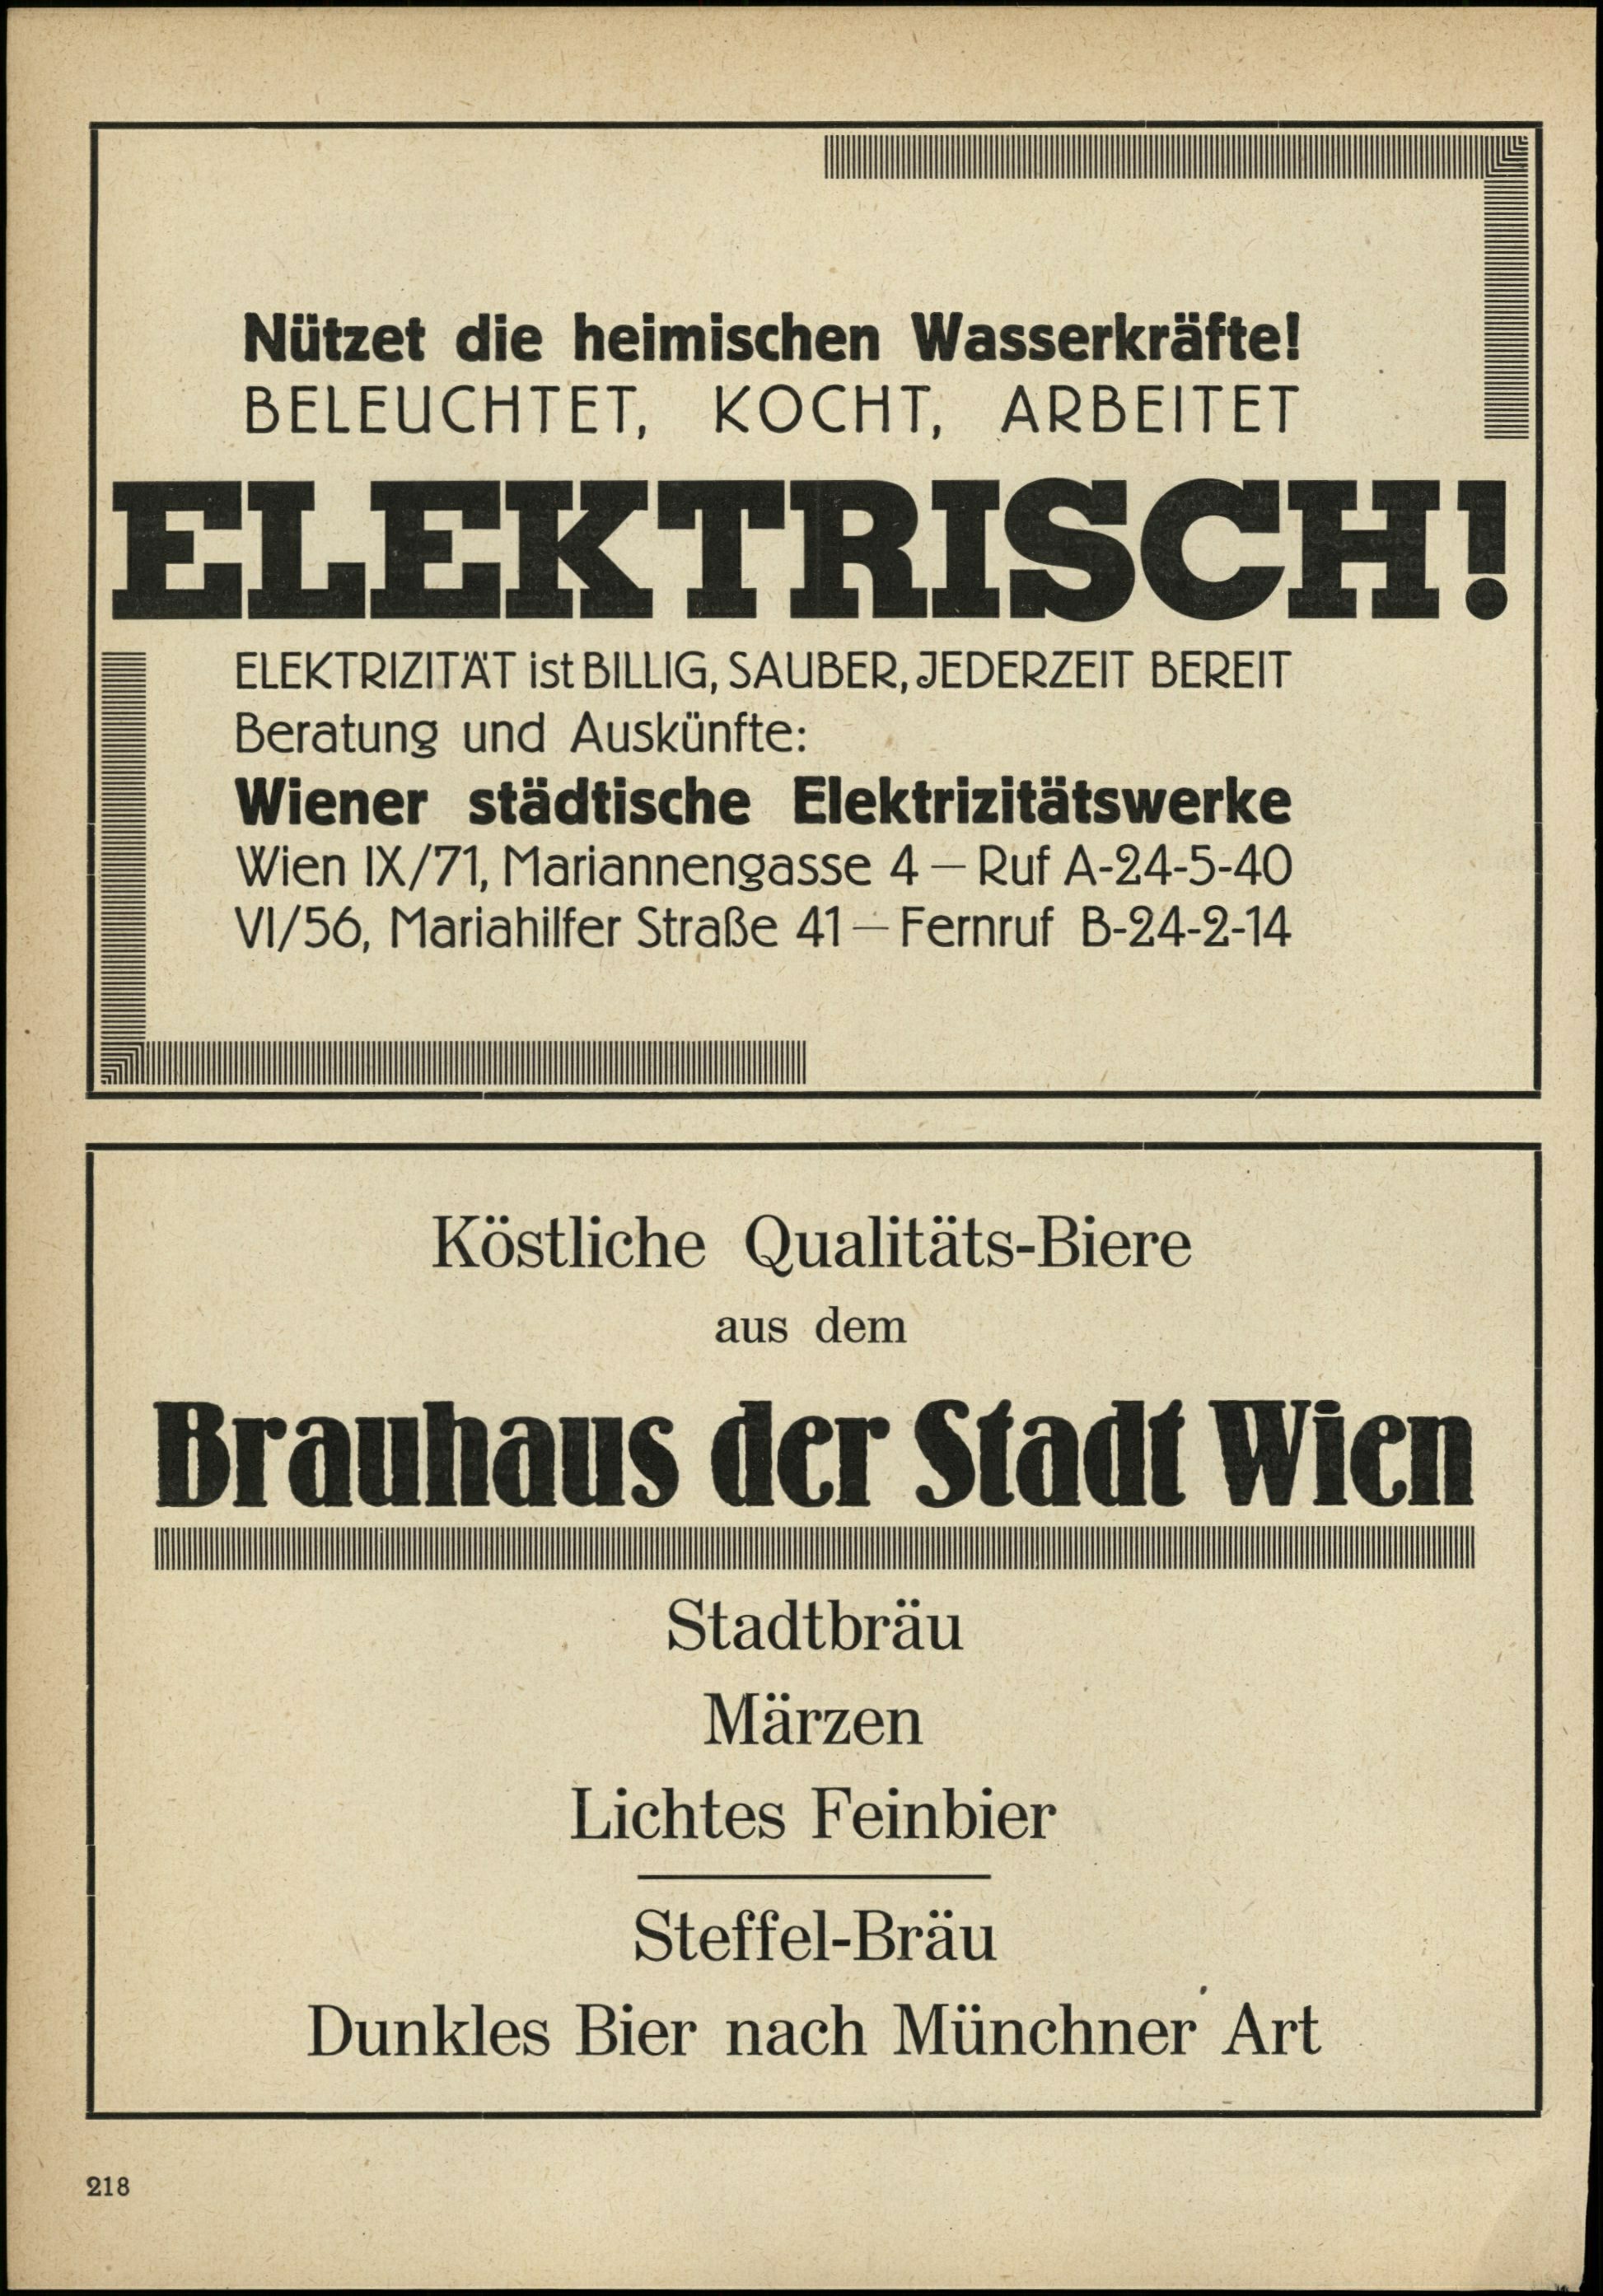 Nützet die heimischen Wasserkräfte!
BELEUCHTET, KOCHT, ARBEITET
ELEKTRISCH!
ELEKTRIZITÄT ist BILLIG, SAUBER, JEDERZEIT BEREIT
Beratung und Auskünfte:
Wiener städtische Elektrizitätswerke
Wien IX/71, Mariannengasse 4 — Ruf A-24-5-40
VI/56, Mariahilfer Straße 41 — Fernruf B-24-2-14
Köstliche Qualitäts-Biere
aus dem
Brauhaus der Stadt Wien
Stadtbräu
Märzen
Lichtes Feinbier
Steffel-Bräu
Dunkles Bier nach Münchner Art
218